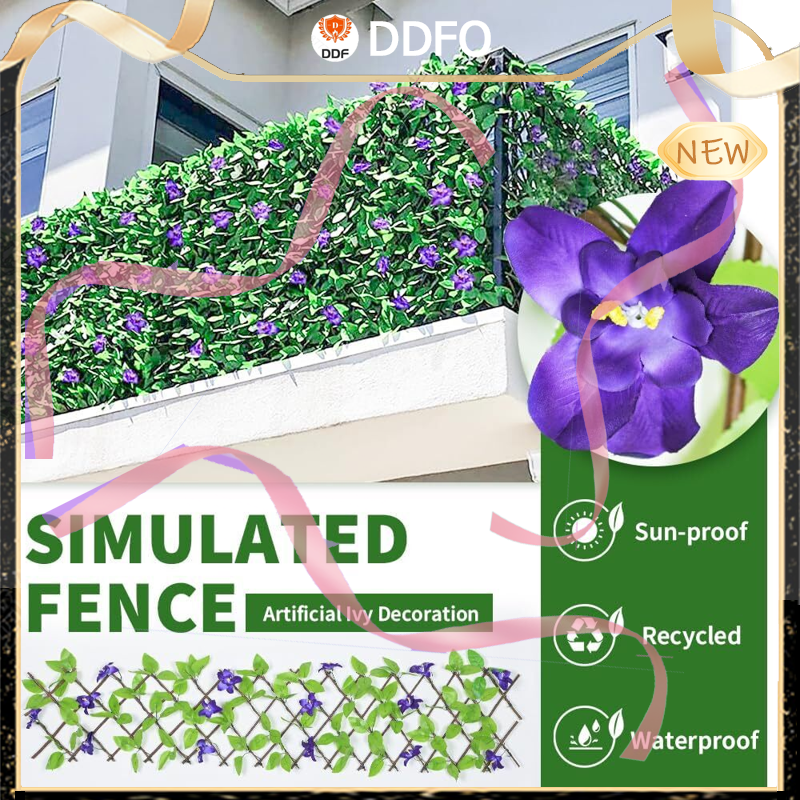 DDF
DDFO
NEW
SIMULATED
FENCE
Artificial Ivy Decoration
Sun-proof
Recycled
Waterproof